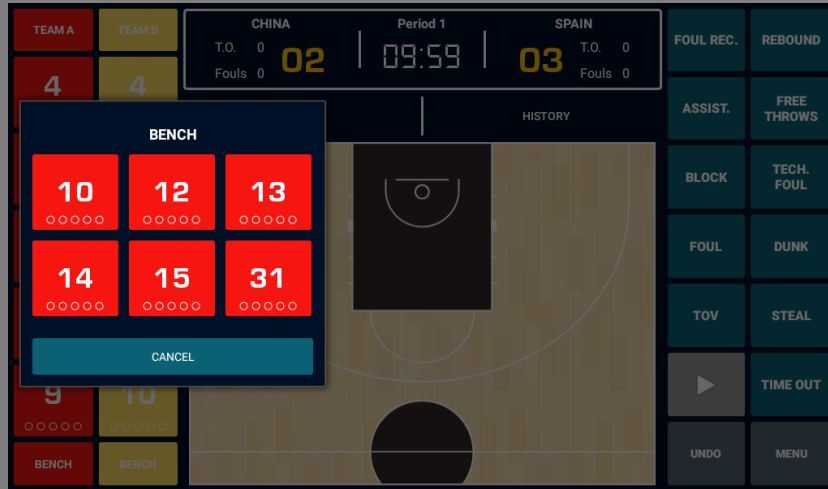 TEAM A
TEAM B
CHINA
Period 1
SPAIN
T.O. 0
02
09:59
03
T.O. 0
Fouls 0
Fouls 0
FOUL REC.
REBOUND
4
4
HISTORY
ASSIST.
FREE
THROWS
BENCH
10
12
13
BLOCK
TECH.
FOUL
14
15
31
FOUL
DUNK
CANCEL
TOV
STEAL
9
10
TIME OUT
BENCH
BENCH
UNDO
MENU